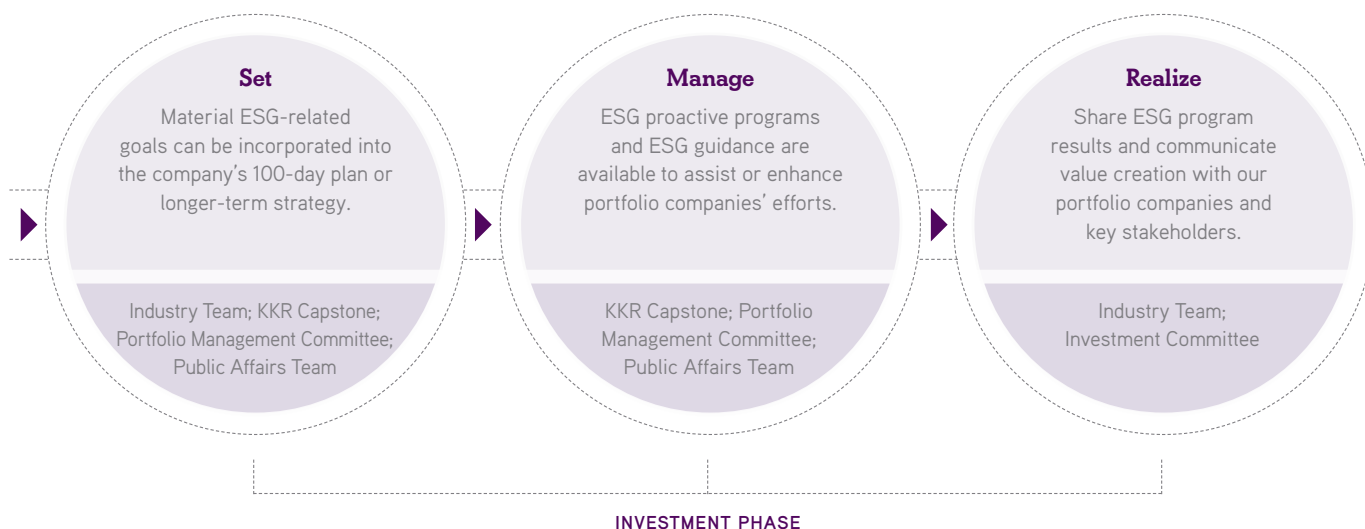 Set
Material ESG-related
goals can be incorporated into
the company's 100-day plan or
longer-term strategy.
Industry Team; KKR Capstone;
Portfolio Management Committee;
Public Affairs Team
Manage
ESG proactive programs
and ESG guidance are
available to assist or enhance
portfolio companies' efforts.
KKR Capstone; Portfolio
Management Committee;
Public Affairs Team
Realize
Share ESG program
results and communicate
value creation with our
portfolio companies and
key stakeholders.
Industry Team;
Investment Committee
INVESTMENT PHASE